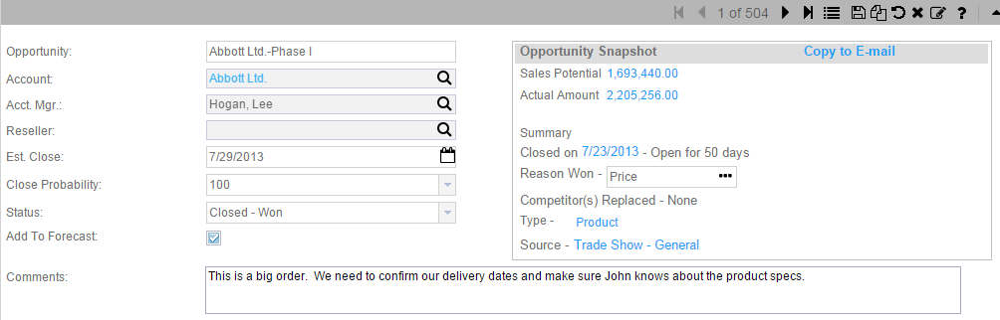 1 of 504
?
Opportunity: Abbott Ltd.-Phase I
Account: Abbott Ltd.
Acct. Mgr.: Hogan, Lee
Reseller:
Est. Close: 7/29/2013
Close Probability: 100
Status: Closed - Won
Add To Forecast:
Opportunity Snapshot Copy to E-mail
Sales Potential 1,693,440.00
Actual Amount 2,205,256.00
Summary
Closed on 7/23/2013 - Open for 50 days
Reason Won - Price
Competitor(s) Replaced - None
Type - Product
Source - Trade Show - General
Comments: This is a big order. We need to confirm our delivery dates and make sure John knows about the product specs.